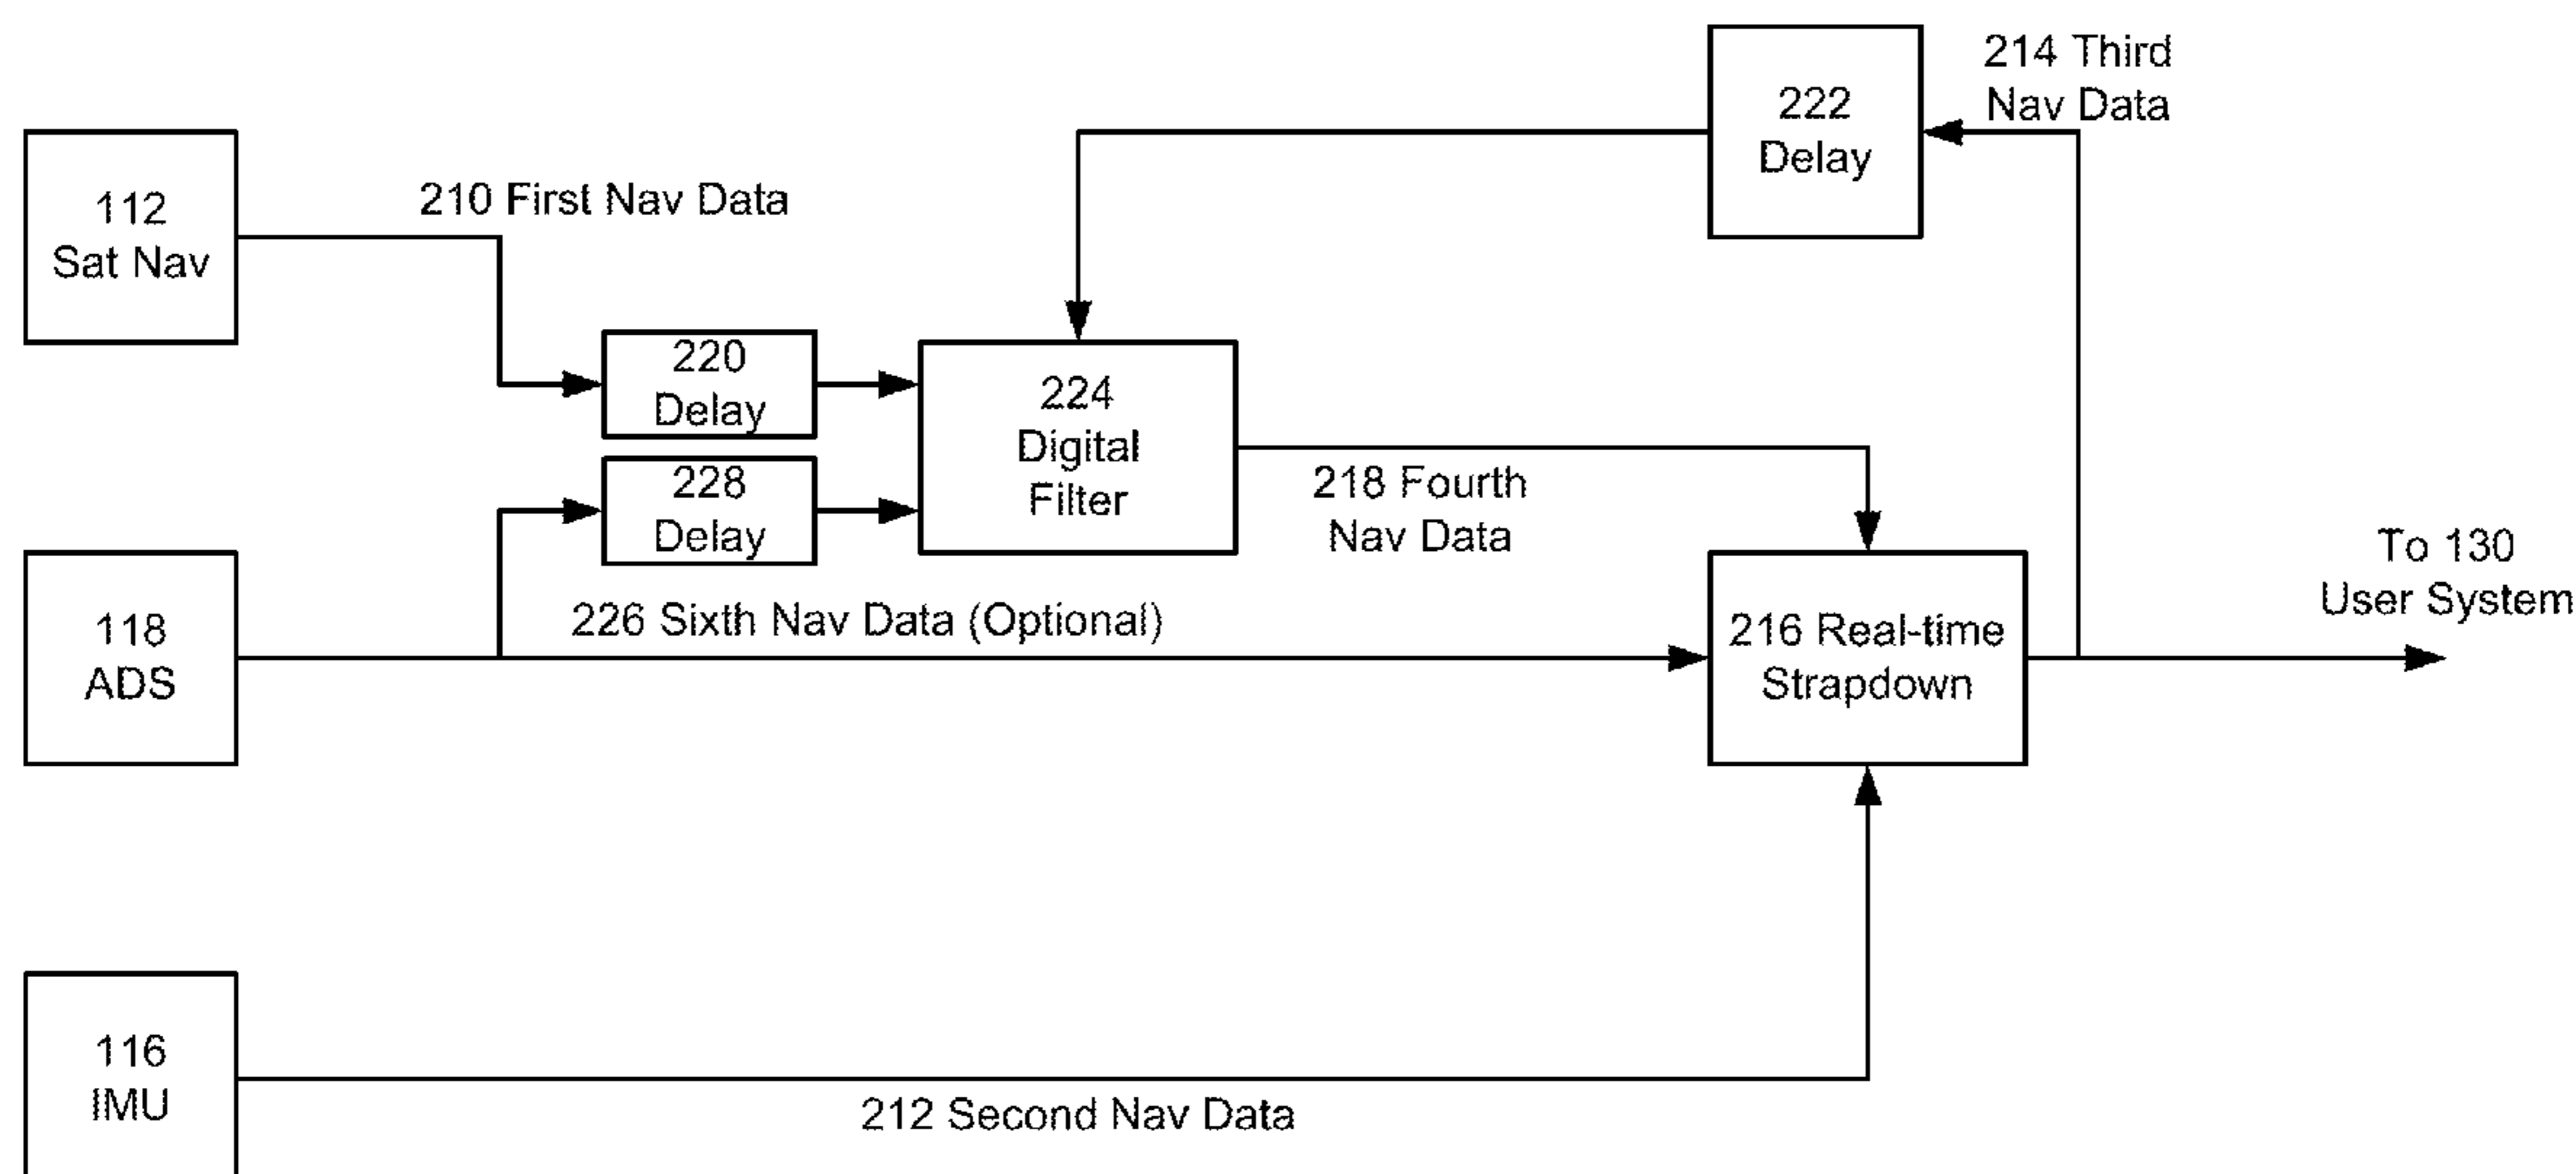 214 Third
Nav Data
222
Delay
112
Sat Nav
210 First Nav Data
220
Delay
224
Digital
Filter
228
Delay
218 Fourth
Nav Data
118
ADS
226 Sixth Nav Data (Optional)
216 Real-time
Strapdown
To 130
User System
116
IMU
212 Second Nav Data